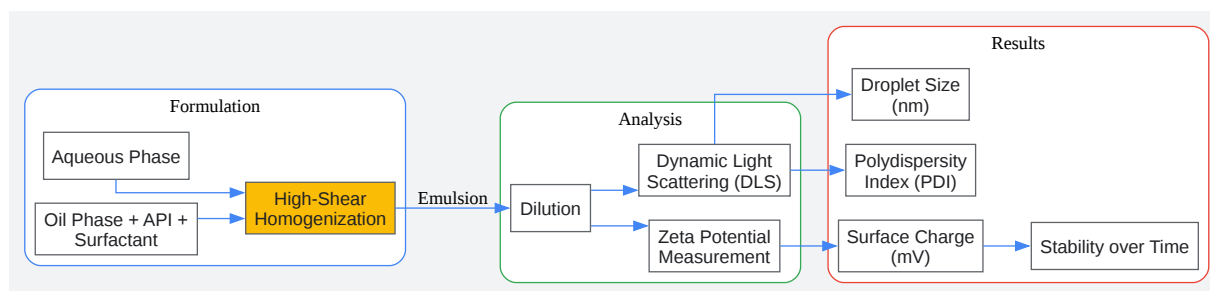 Formulation
Aqueous Phase
Oil Phase + API +
Surfactant
High-Shear
Homogenization
Emulsion
Analysis
Dilution
Dynamic Light
Scattering (DLS)
Zeta Potential
Measurement
Results
Droplet Size
(nm)
Polydispersity
Index (PDI)
Surface Charge
(mV)
Stability over Time